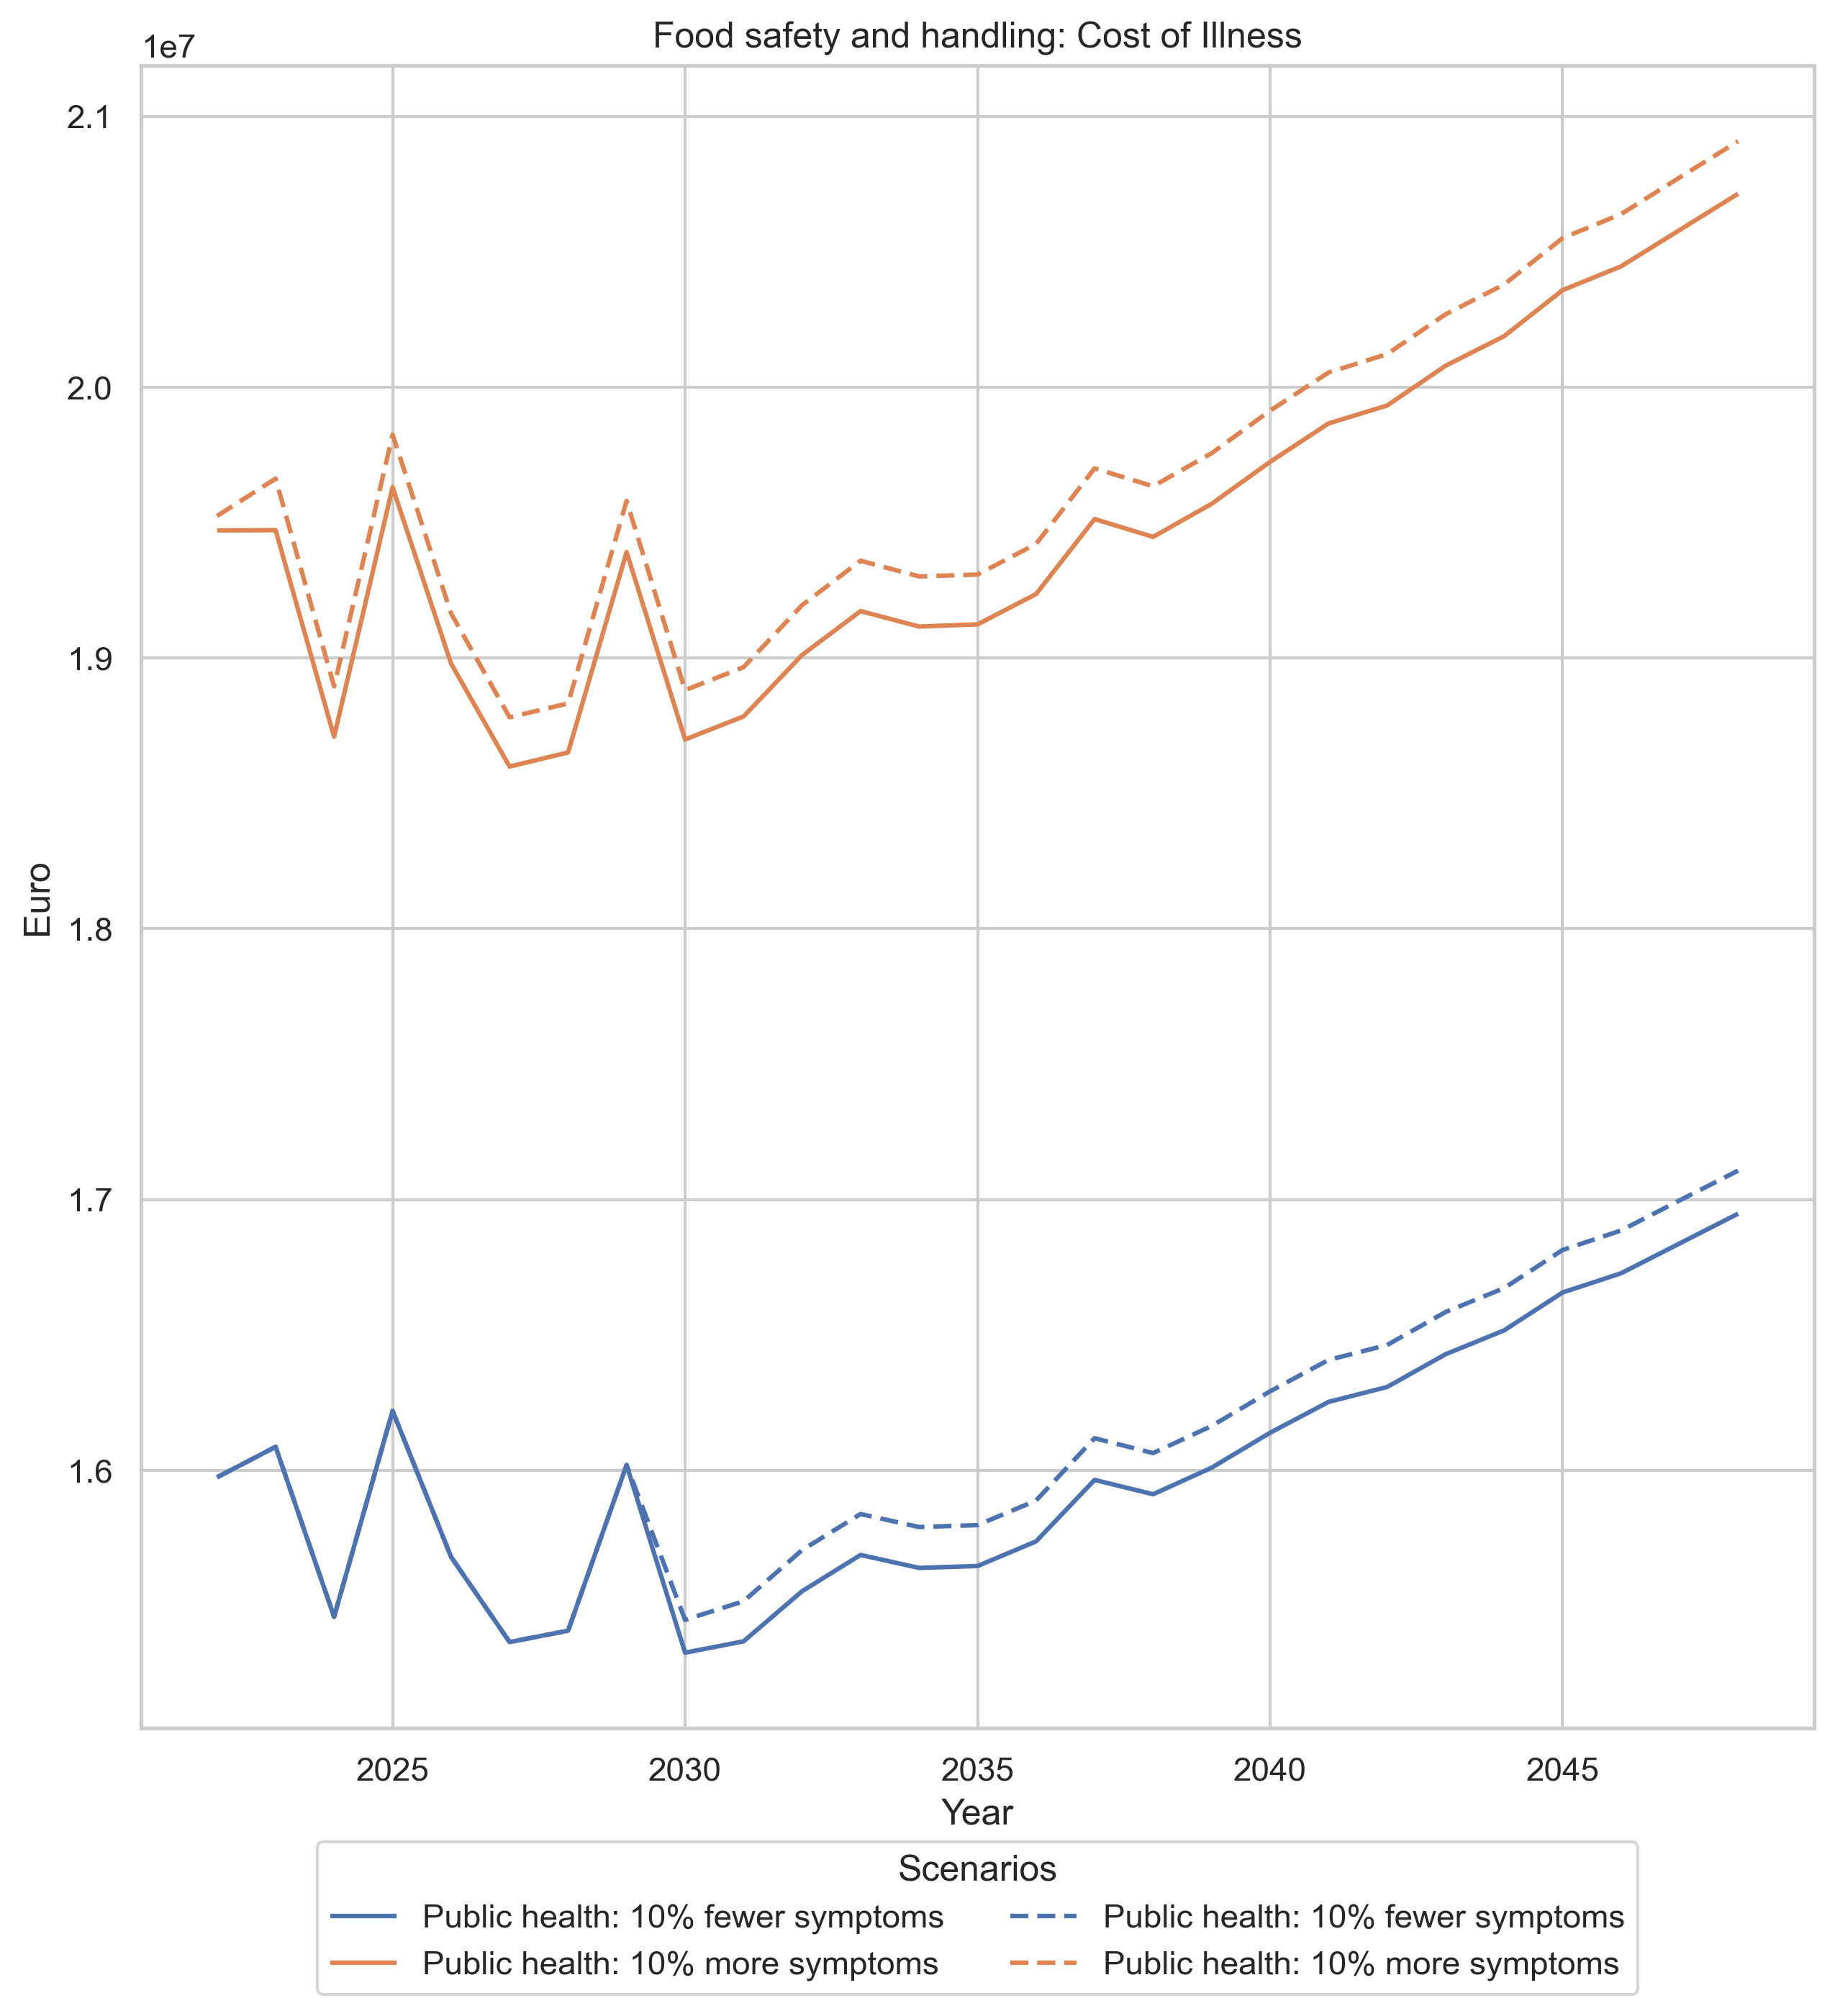 Food safety and handling: Cost of Illness
1e7
2.1
2.0
1.9
1.8
1.7
1.6
Euro
2025 2030 2035 2040 2045
Year
Scenarios
Public health: 10% fewer symptoms Public health: 10% fewer symptoms
Public health: 10% more symptoms Public health: 10% more symptoms